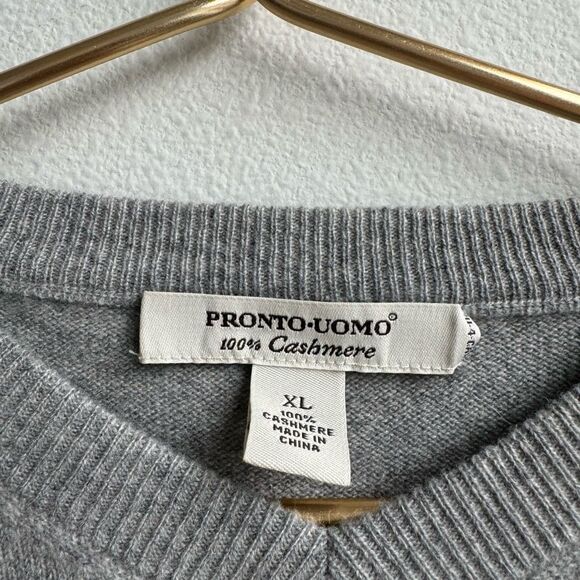 PRONTO·UOMO®
100% Cashmere
XL
100%
CASHMERE
MADE IN
CHINA